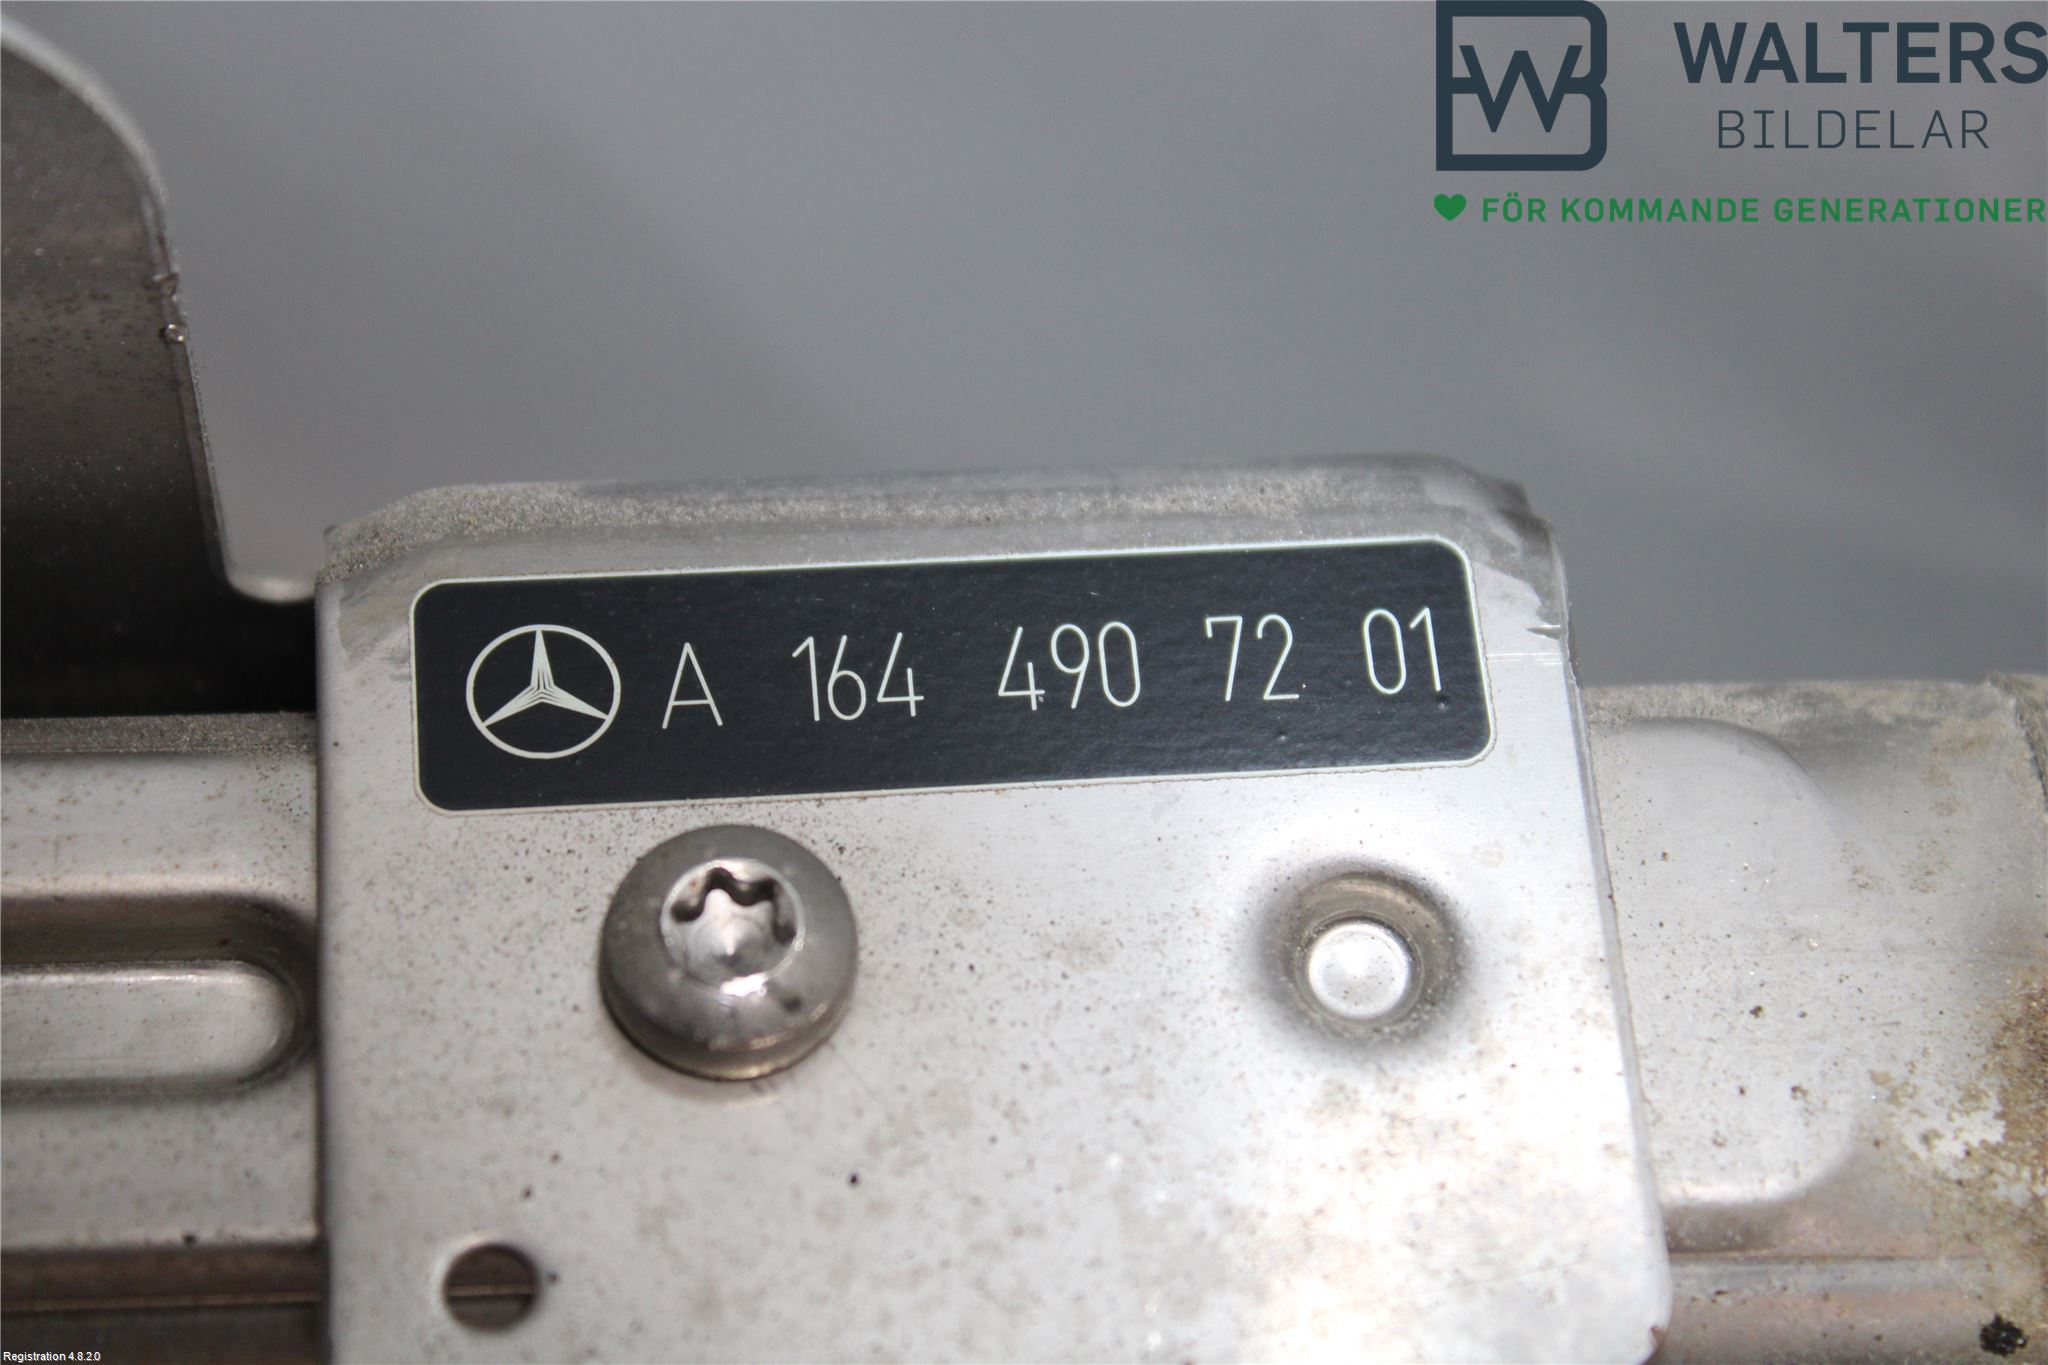 WALTERS
BILDELAR
FÖR KOMMANDE GENERATIONER
A 164 490 72 01
Registration 4.8.2.0